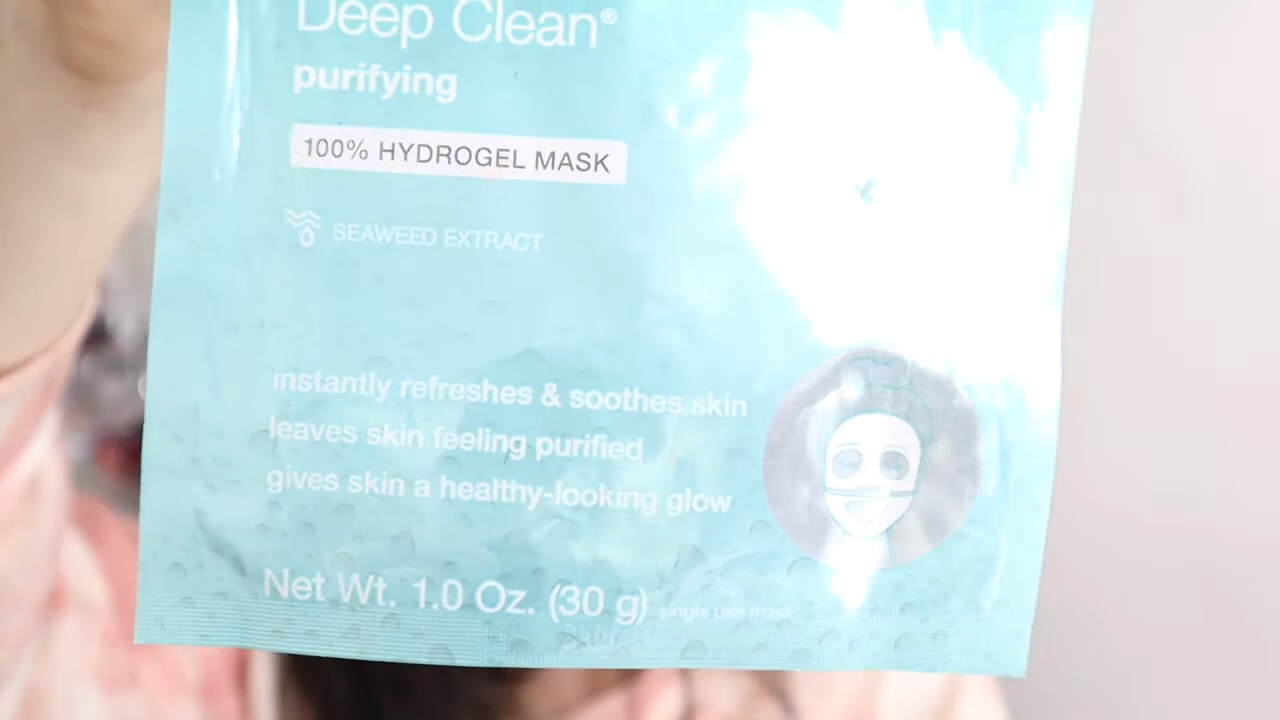 Deep Clean®
purifying
100% HYDROGEL MASK
SEAWEED EXTRACT
instantly refreshes & soothes skin
leaves skin feeling purified
gives skin a healthy-looking glow
Net Wt. 1.0 Oz. (30 g) single use mask